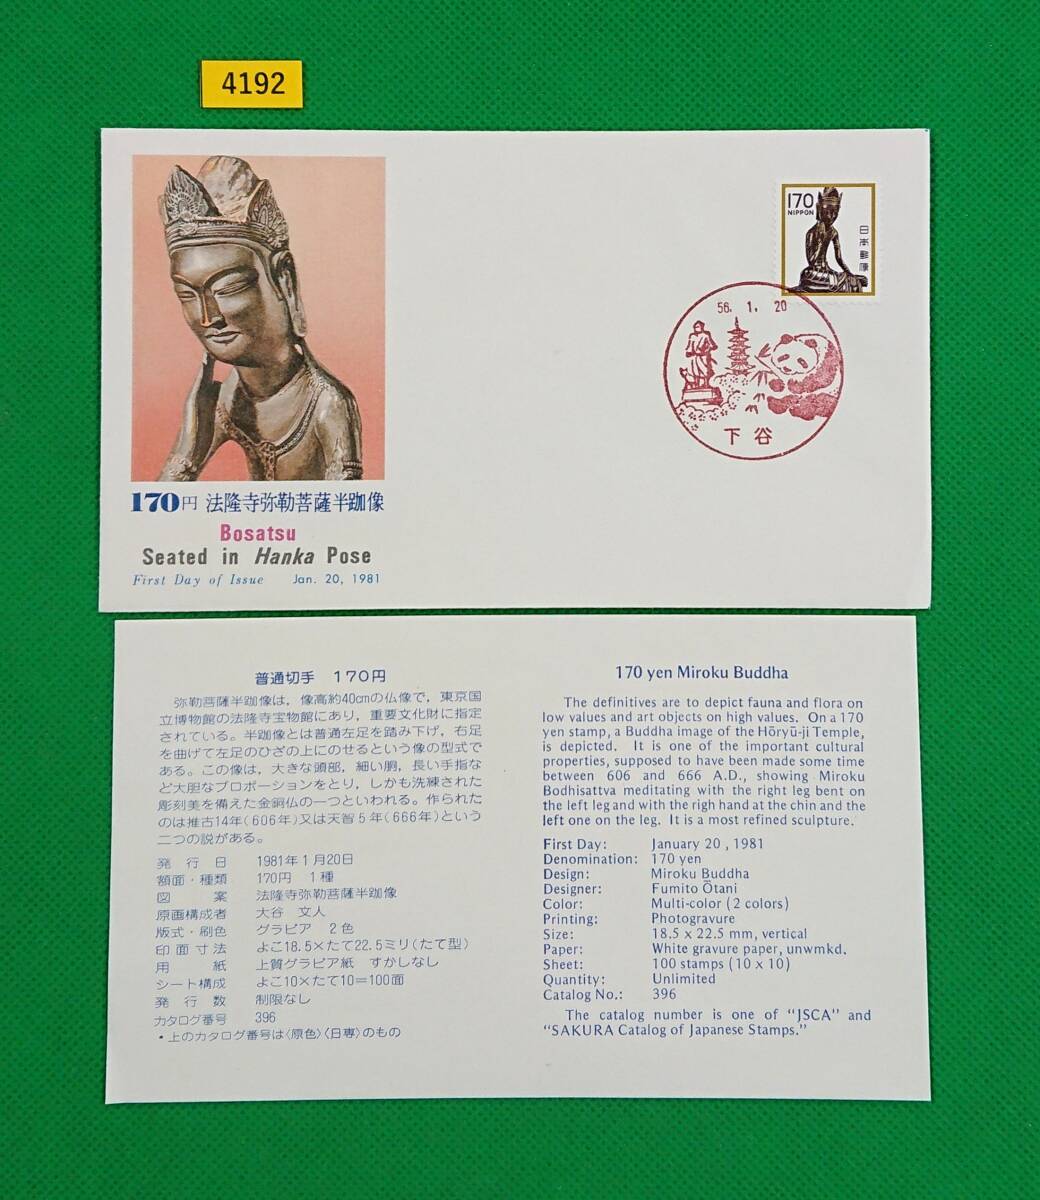 4192
170
NIPPON
日本郵便
56. 1. 20
下谷
170円 法隆寺弥勒菩薩半跏像
Bosatsu
Seated in Hanka Pose
First Day of Issue Jan. 20, 1981
普通切手 170円
弥勒菩薩半跏像は，像高約40cmの仏像で，東京国
立博物館の法隆寺宝物館にあり，重要文化財に指定
されている。半跏像とは普通左足を踏み下げ，右足
を曲げて左足のひざの上にのせるという像の型式で
ある。この像は，大きな頭部，細い胴，長い手指な
ど大胆なプロポーションをとり，しかも洗練された
彫刻美を備えた金銅仏の一つといわれる。作られた
のは推古14年(606年)又は天智5年(666年)という
二つの説がある。
発行日 1981年1月20日
額面・種類 170円 1種
図案 法隆寺弥勒菩薩半跏像
原画構成者 大谷 文人
版式・刷色 グラビア 2色
印面寸法 よこ18.5×たて22.5ミリ(たて型)
用紙 上質グラビア紙 すかしなし
シート構成 よこ10×たて10=100面
発行数 制限なし
カタログ番号 396
・上のカタログ番号は〈原色〉〈日専〉のもの
170 yen Miroku Buddha
The definitives are to depict fauna and flora on
low values and art objects on high values. On a 170
yen stamp, a Buddha image of the Hōryū-ji Temple,
is depicted. It is one of the important cultural
properties, supposed to have been made some time
between 606 and 666 A.D., showing Miroku
Bodhisattva meditating with the right leg bent on
the left leg and with the righ hand at the chin and the
left one on the leg. It is a most refined sculpture.
First Day: January 20, 1981
Denomination: 170 yen
Design: Miroku Buddha
Designer: Fumito Ōtani
Color: Multi-color (2 colors)
Printing: Photogravure
Size: 18.5 x 22.5 mm, vertical
Paper: White gravure paper, unwmkd.
Sheet: 100 stamps (10 x 10)
Quantity: Unlimited
Catalog No.: 396
The catalog number is one of "JSCA" and
"SAKURA Catalog of Japanese Stamps."